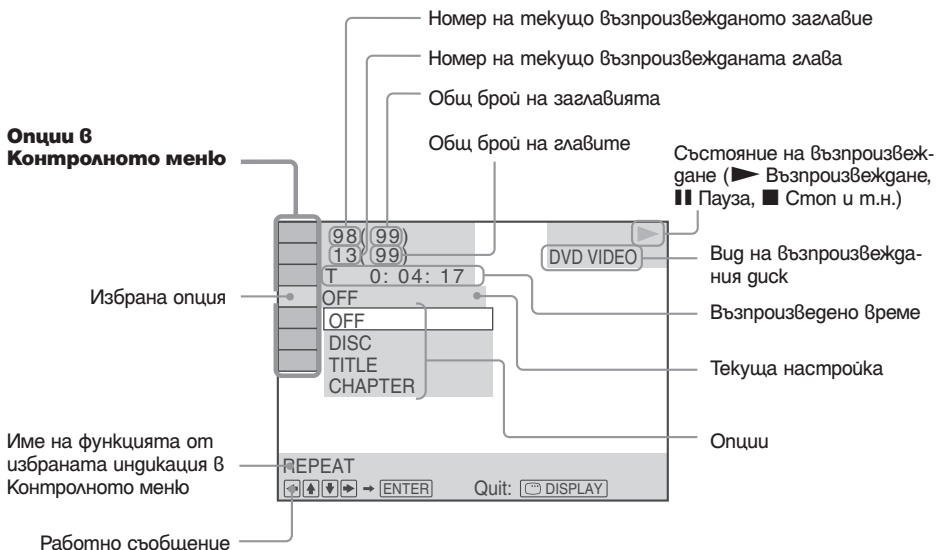 Номер на текущо възпроизвежданото заглавие
Номер на текущо възпроизвежданата глава
Общ брой на заглавията
Общ брой на главите
Опции в
Контролното меню
Състояние на възпроизвеж-
дане (► Възпроизвеждане,
❚❚ Пауза, ■ Стоп и т.н.)
98( 99)
13( 99)
DVD VIDEO
Вид на възпроизвежда-
ния диск
T 0: 04: 17
Избрана опция
OFF
Възпроизведено време
OFF
DISC
TITLE
Текуща настройка
CHAPTER
Опции
Име на функцията от
избраната индикация в
Контролното меню
REPEAT
ENTER Quit: DISPLAY
Работно съобщение